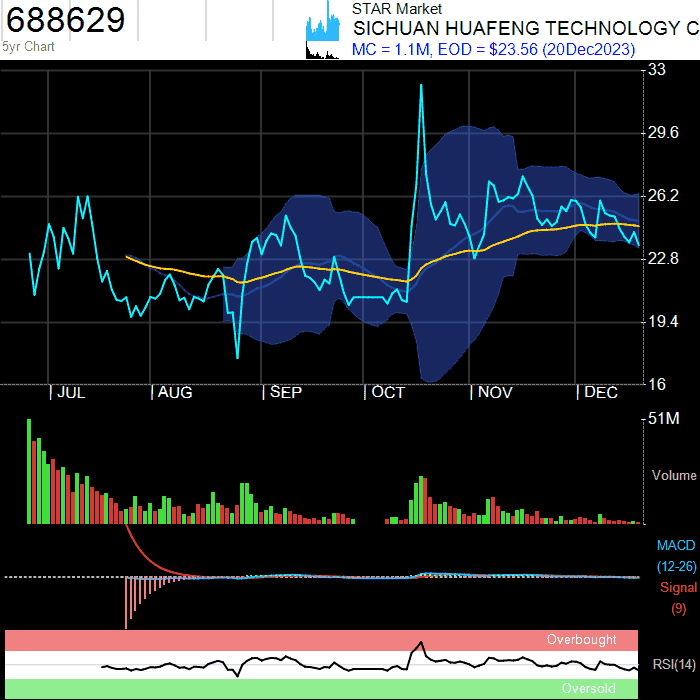 688629
5yr Chart
STAR Market
SICHUAN HUAFENG TECHNOLOGY C
MC = 1.1M, EOD = $23.56 (20Dec2023)
33
29.6
26.2
22.8
19.4
16
| JUL | AUG | SEP | OCT | NOV | DEC
51M
Volume
MACD
(12-26)
Signal
(9)
Overbought
RSI(14)
Oversold